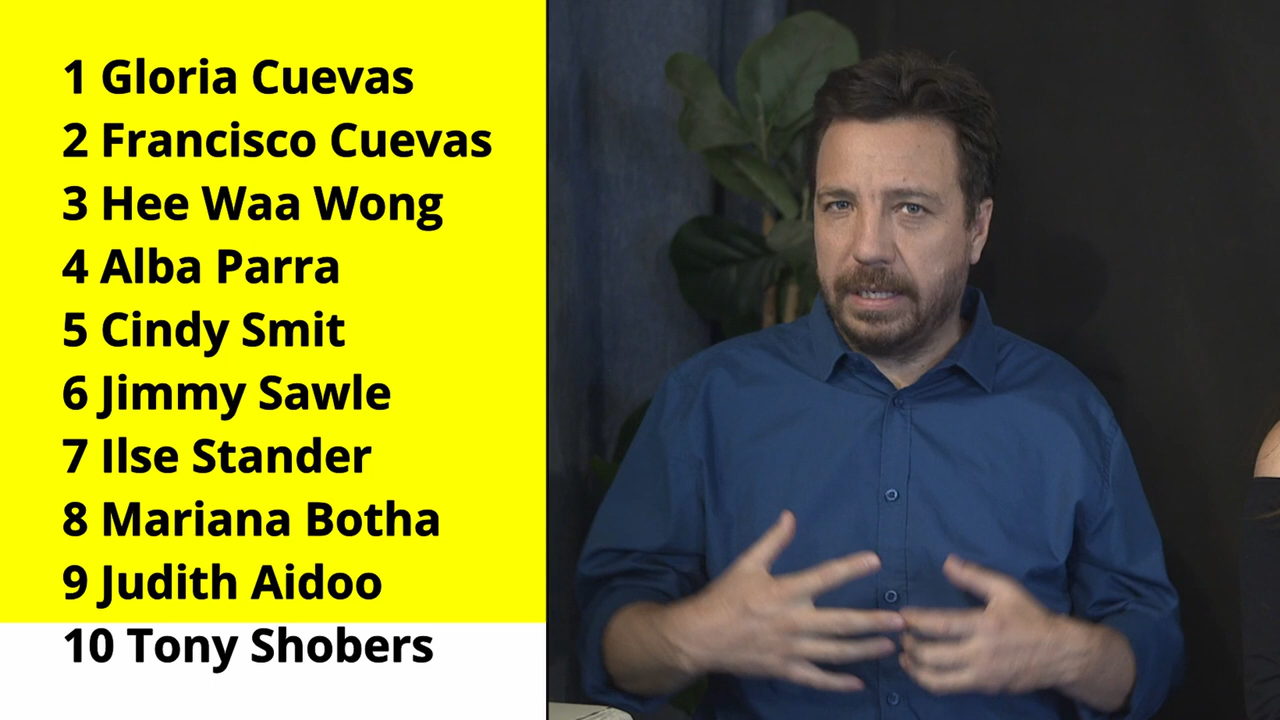 1 Gloria Cuevas
2 Francisco Cuevas
3 Hee Waa Wong
4 Alba Parra
5 Cindy Smit
6 Jimmy Sawle
7 Ilse Stander
8 Mariana Botha
9 Judith Aidoo
10 Tony Shobers